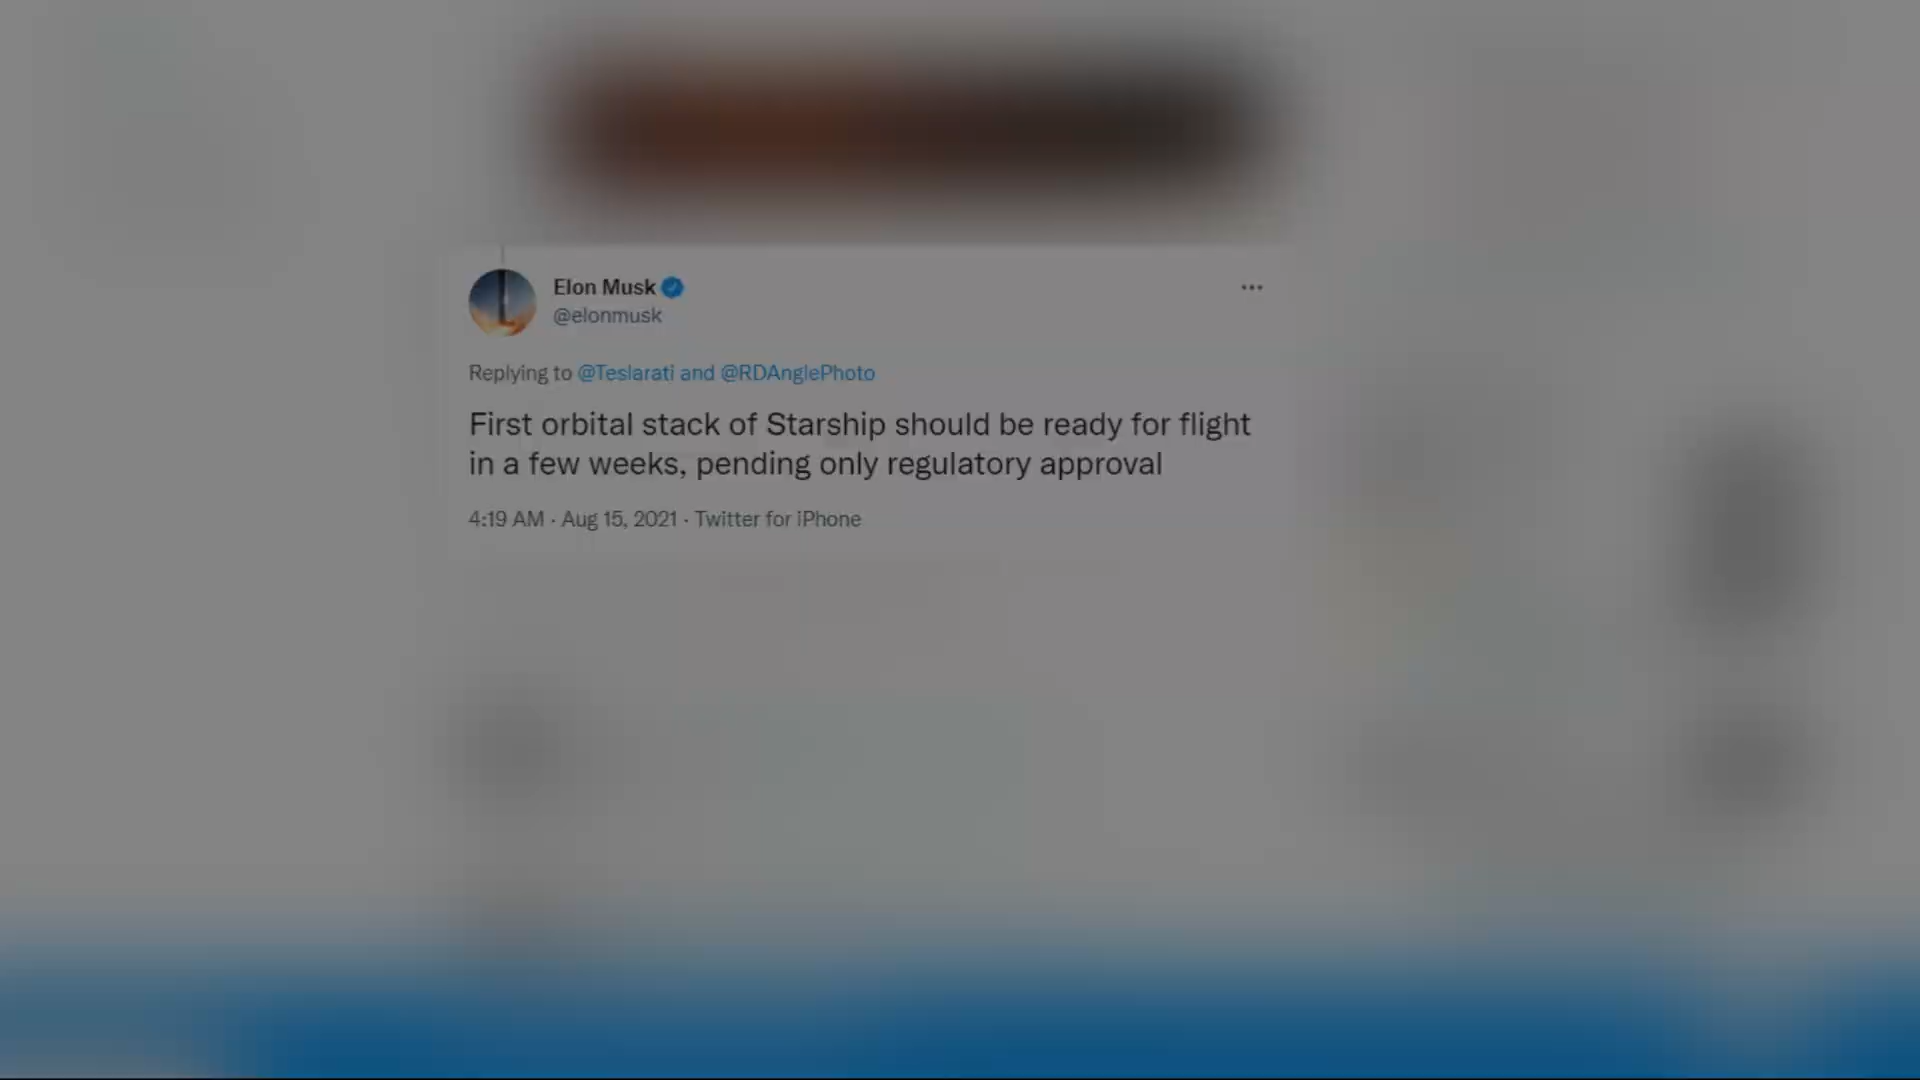 Elon Musk
@elonmusk
Replying to @Teslarati and @RDAnglePhoto
First orbital stack of Starship should be ready for flight
in a few weeks, pending only regulatory approval
4:19 AM · Aug 15, 2021 · Twitter for iPhone